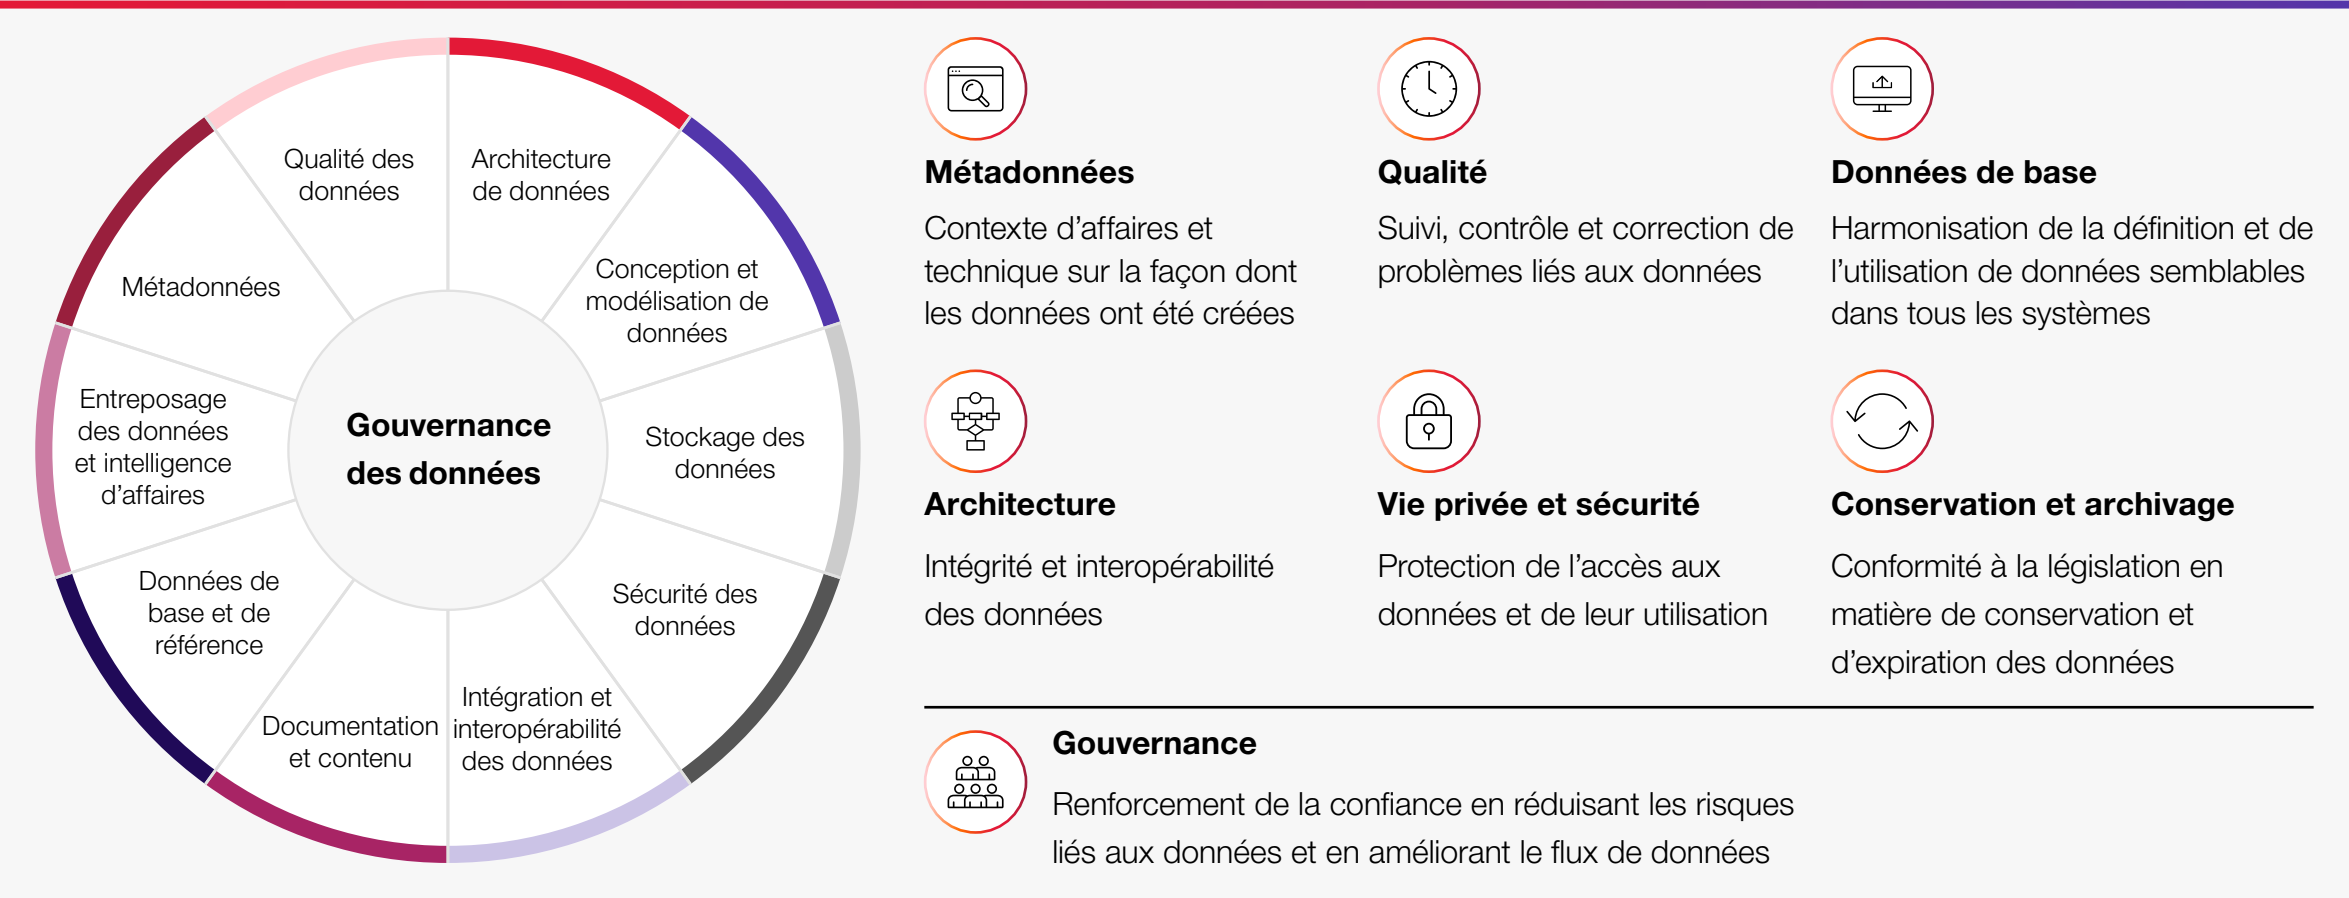 Qualité des
données
Architecture
de données
Conception et
modélisation de
données
Stockage des
données
Sécurité des
données
Intégration et
interopérabilité
des données
Documentation
et contenu
Données de
base et de
référence
Entreposage
des données
et intelligence
d’affaires
Métadonnées
Gouvernance
des données
Métadonnées
Contexte d’affaires et
technique sur la façon dont
les données ont été créées
Qualité
Suivi, contrôle et correction de
problèmes liés aux données
Données de base
Harmonisation de la définition et de
l’utilisation de données semblables
dans tous les systèmes
Architecture
Intégrité et interopérabilité
des données
Vie privée et sécurité
Protection de l’accès aux
données et de leur utilisation
Conservation et archivage
Conformité à la législation en
matière de conservation et
d’expiration des données
Gouvernance
Renforcement de la confiance en réduisant les risques
liés aux données et en améliorant le flux de données